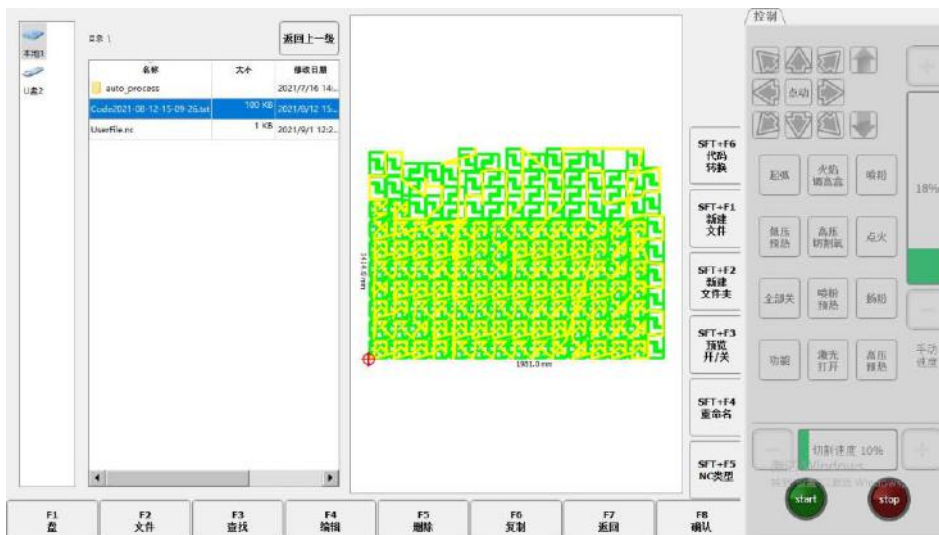 本地1
U盘2
目录 \
返回上一级
名称 大小 修改日期
auto_process 2021/7/16 14:...
Code2021-08-12-15-09-26.txt 100 KB 2021/8/12 15...
UserFile.nc 1 KB 2021/9/1 12:2...
1951.0 mm
SFT+F6
代码
转换
SFT+F1
新建
文件
SFT+F2
新建
文件夹
SFT+F3
预览
开/关
SFT+F4
重命名
SFT+F5
NC类型
控制
点动
起弧
火焰
调高盒
喷粉
低压
预热
高压
切割氧
点火
全部关
喷粉
预热
扬粉
功能
激光
打开
高压
预热
18%
手动
速度
切割速度 10%
start
stop
F1
盘
F2
文件
F3
查找
F4
编辑
F5
删除
F6
复制
F7
返回
F8
确认